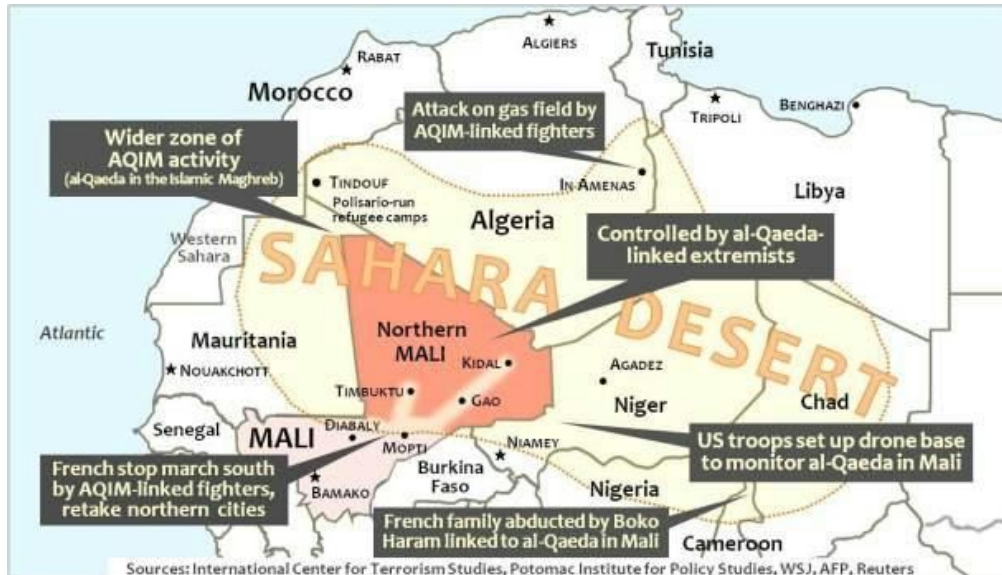 ALGIERS
Tunisia
RABAT
Morocco
Attack on gas field by
AQIM-linked fighters
TRIPOLI
BENGHAZI
Wider zone of
AQIM activity
(al-Qaeda in the Islamic Maghreb)
TINDOUF
Polisario-run
refugee camps
IN AMENAS
Libya
Algeria
Western
Sahara
SAHARA DESERT
Controlled by al-Qaeda-
linked extremists
Atlantic
Mauritania
Northern
MALI
KIDAL
NOUAKCHOTT
TIMBUKTU
GAO
AGADEZ
Niger
Chad
Senegal
MALI
DIABALY
MOPTI
NIAMEY
US troops set up drone base
to monitor al-Qaeda in Mali
French stop march south
by AQIM-linked fighters,
retake northern cities
BAMAKO
Burkina
Faso
Nigeria
French family abducted by Boko
Haram linked to al-Qaeda in Mali
Cameroon
Sources: International Center for Terrorism Studies, Potomac Institute for Policy Studies, WSJ, AFP, Reuters